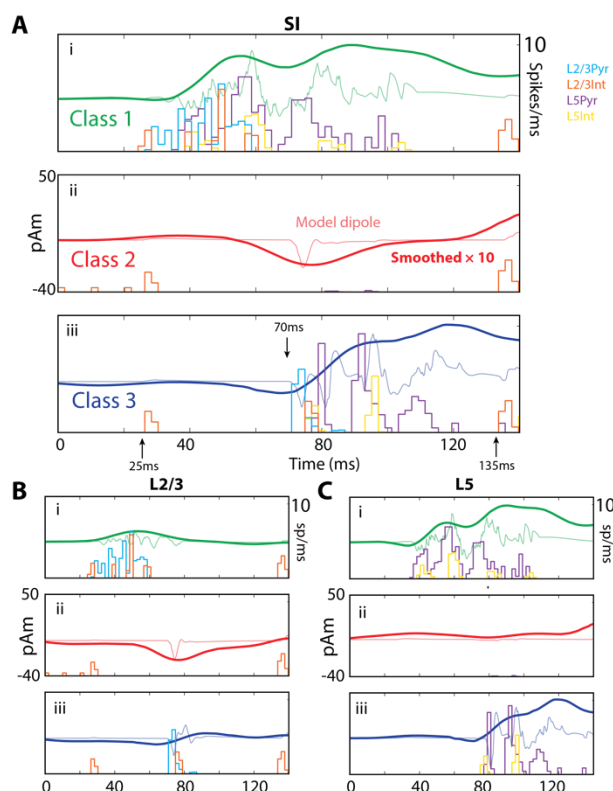 A
SI
i
10
Spikes/ms
L2/3Pyr
L2/3Int
L5Pyr
L5Int
Class 1
50
ii
pAm
Model dipole
Class 2
Smoothed × 10
-40
iii
70ms
Class 3
0 40 80 120
25ms
Time (ms)
135ms
B
L2/3
C
L5
i
10
i
10
sp/ms
50
ii
50
ii
pAm
pAm
-40
-40
iii
iii
0 40 80 120
0 40 80 120